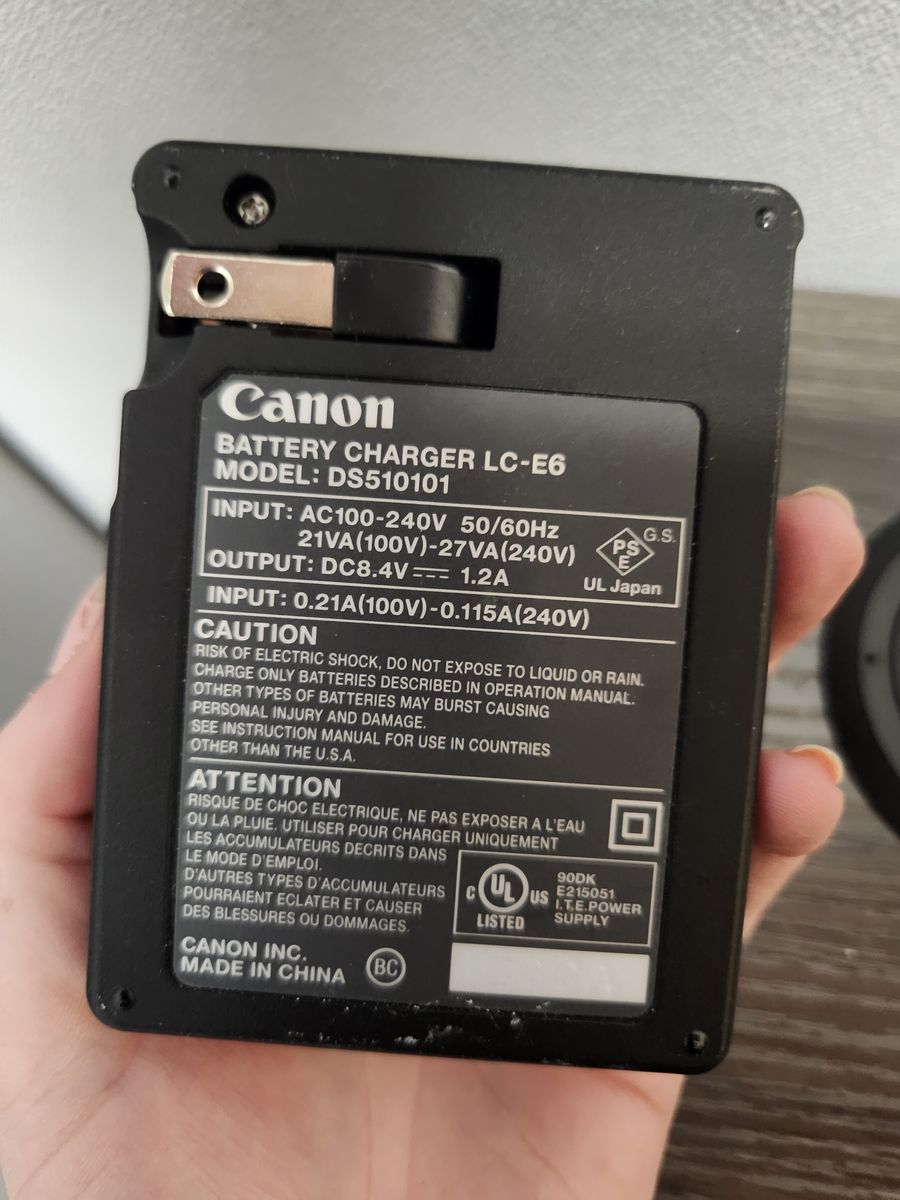 Canon
BATTERY CHARGER LC-E6
MODEL: DS510101
INPUT: AC100-240V 50/60Hz
21VA(100V)-27VA(240V)
OUTPUT: DC8.4V⎓ 1.2A
PS
E
G.S.
UL Japan
INPUT: 0.21A(100V)-0.115A(240V)
CAUTION
RISK OF ELECTRIC SHOCK, DO NOT EXPOSE TO LIQUID OR RAIN.
CHARGE ONLY BATTERIES DESCRIBED IN OPERATION MANUAL.
OTHER TYPES OF BATTERIES MAY BURST CAUSING
PERSONAL INJURY AND DAMAGE.
SEE INSTRUCTION MANUAL FOR USE IN COUNTRIES
OTHER THAN THE U.S.A.
ATTENTION
RISQUE DE CHOC ELECTRIQUE, NE PAS EXPOSER A L'EAU
OU LA PLUIE. UTILISER POUR CHARGER UNIQUEMENT
LES ACCUMULATEURS DECRITS DANS
LE MODE D'EMPLOI.
D'AUTRES TYPES D'ACCUMULATEURS
POURRAIENT ECLATER ET CAUSER
DES BLESSURES OU DOMMAGES.
C UL US
LISTED
90DK
E215051
I.T.E.POWER
SUPPLY
CANON INC.
MADE IN CHINA
BC